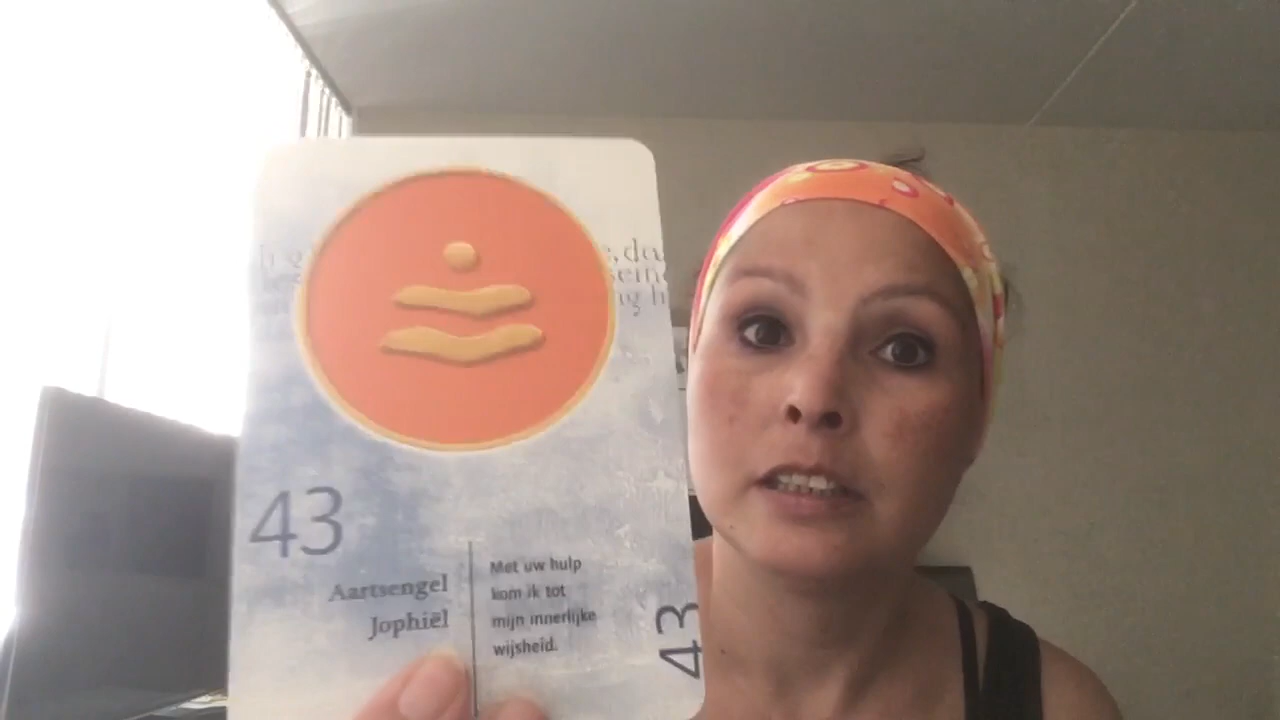 43
Aartsengel
Jophiël
Met uw hulp
kom ik tot
mijn innerlijke
wijsheid.
43